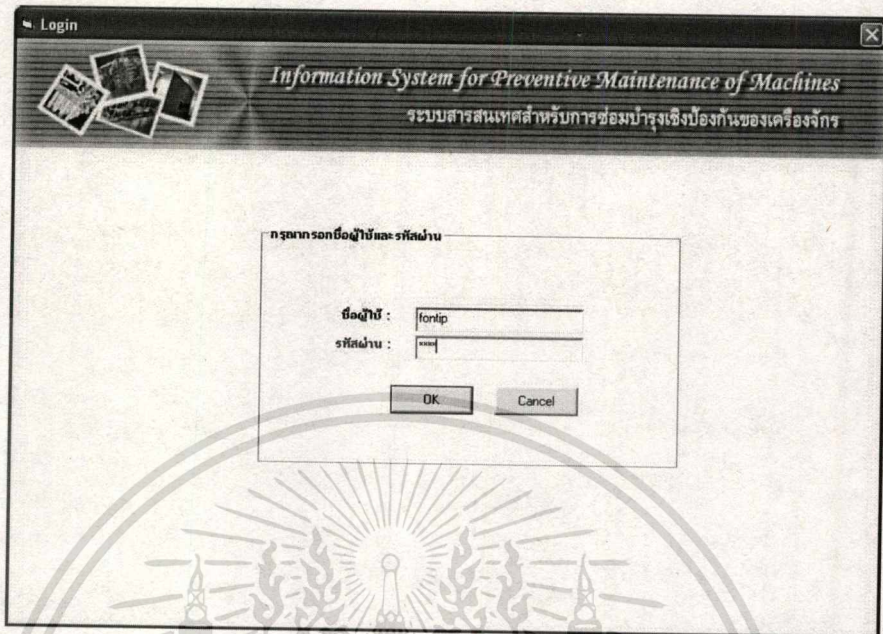 Login
Information System for Preventive Maintenance of Machines
ระบบสารสนเทศสำหรับการซ่อมบำรุงเชิงป้องกันของเครื่องจักร
กรุณากรอกชื่อผู้ใช้และรหัสผ่าน
ชื่อผู้ใช้ : fontip
รหัสผ่าน : ****
OK Cancel